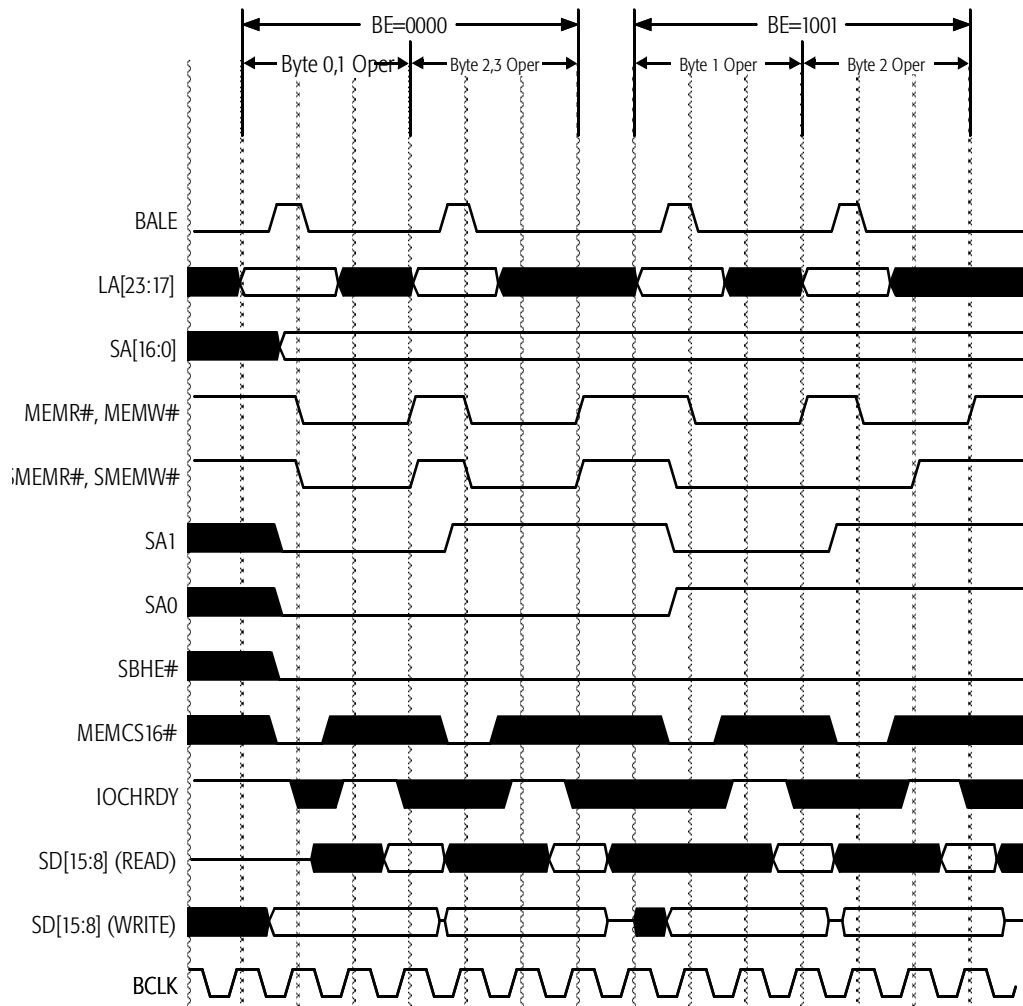 BE=0000 BE=1001
Byte 0,1 Oper Byte 2,3 Oper Byte 1 Oper Byte 2 Oper
BALE
LA[23:17]
SA[16:0]
MEMR#, MEMW#
MEMR#, SMEMW#
SA1
SA0
SBHE#
MEMCS16#
IOCHRDY
SD[15:8] (READ)
SD[15:8] (WRITE)
BCLK